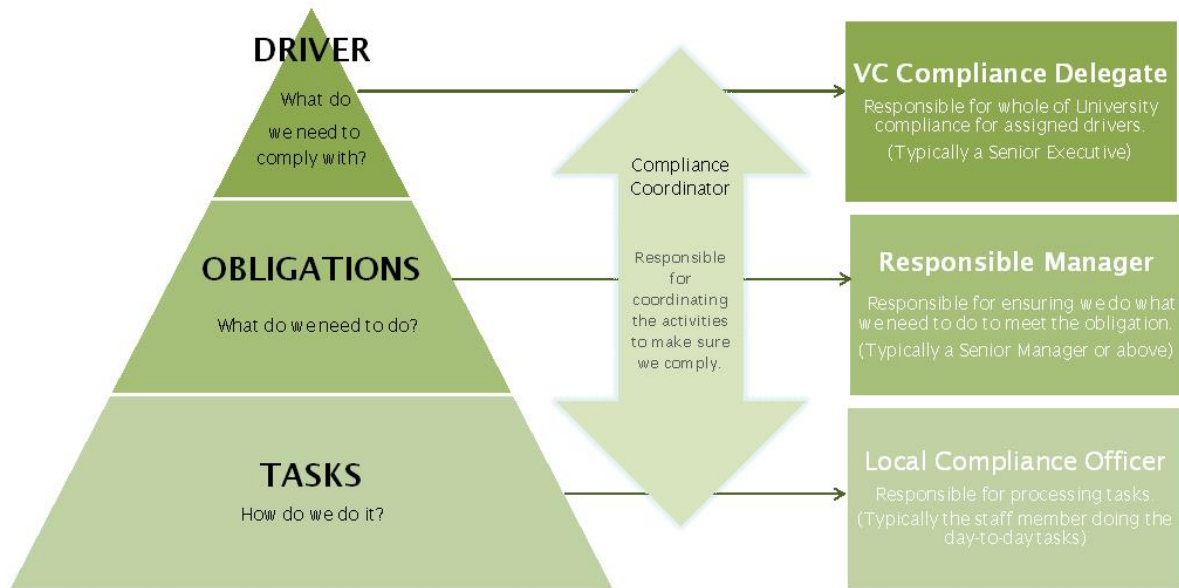 DRIVER
What do
we need to
comply with?
OBLIGATIONS
What do we need to do?
TASKS
How do we do it?
Compliance
Coordinator
Responsible
for
coordinating
the activities
to make sure
we comply.
VC Compliance Delegate
Responsible for whole of University
compliance for assigned drivers.
(Typically a Senior Executive)
Responsible Manager
Responsible for ensuring we do what
we need to do to meet the obligation.
(Typically a Senior Manager or above)
Local Compliance Officer
Responsible for processing tasks.
(Typically the staff member doing the
day-to-day tasks)